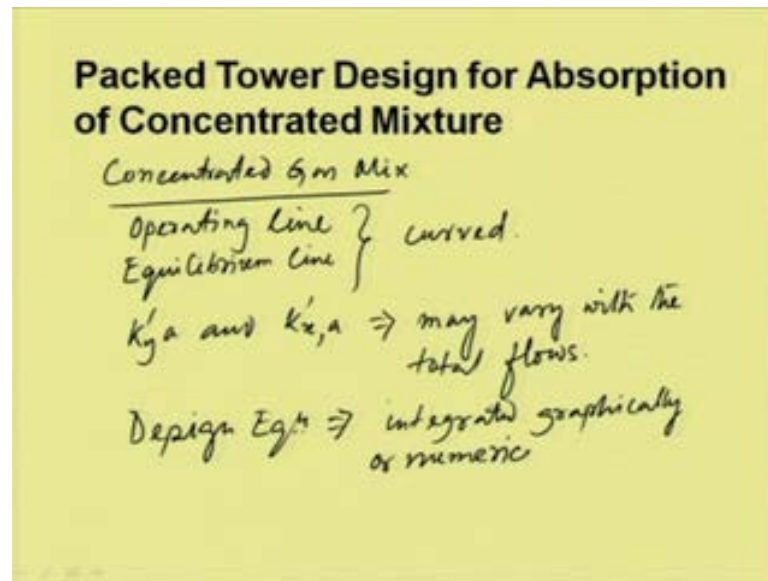 Packed Tower Design for Absorption
of Concentrated Mixture
Concentrated Gas Mix
Operating Line } curved.
Equilibrium Line
k'y a and k'x, a ⇒ may vary with the
total flows.
Design Eqn ⇒ integrated graphically
or numeric